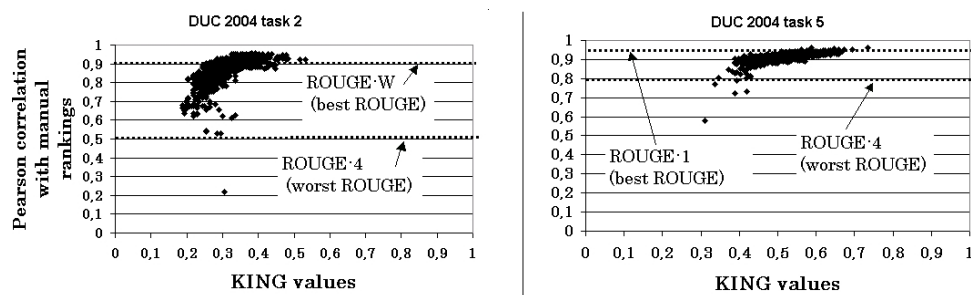 DUC 2004 task 2
Pearson correlation
with manual
rankings
1
0,9
0,8
0,7
0,6
0,5
0,4
0,3
0,2
0,1
0
ROUGE·W
(best ROUGE)
ROUGE·4
(worst ROUGE)
0 0,1 0,2 0,3 0,4 0,5 0,6 0,7 0,8 0,9 1
KING values
DUC 2004 task 5
1
0,9
0,8
0,7
0,6
0,5
0,4
0,3
0,2
0,1
0
ROUGE·1
(best ROUGE)
ROUGE·4
(worst ROUGE)
0 0,1 0,2 0,3 0,4 0,5 0,6 0,7 0,8 0,9 1
KING values